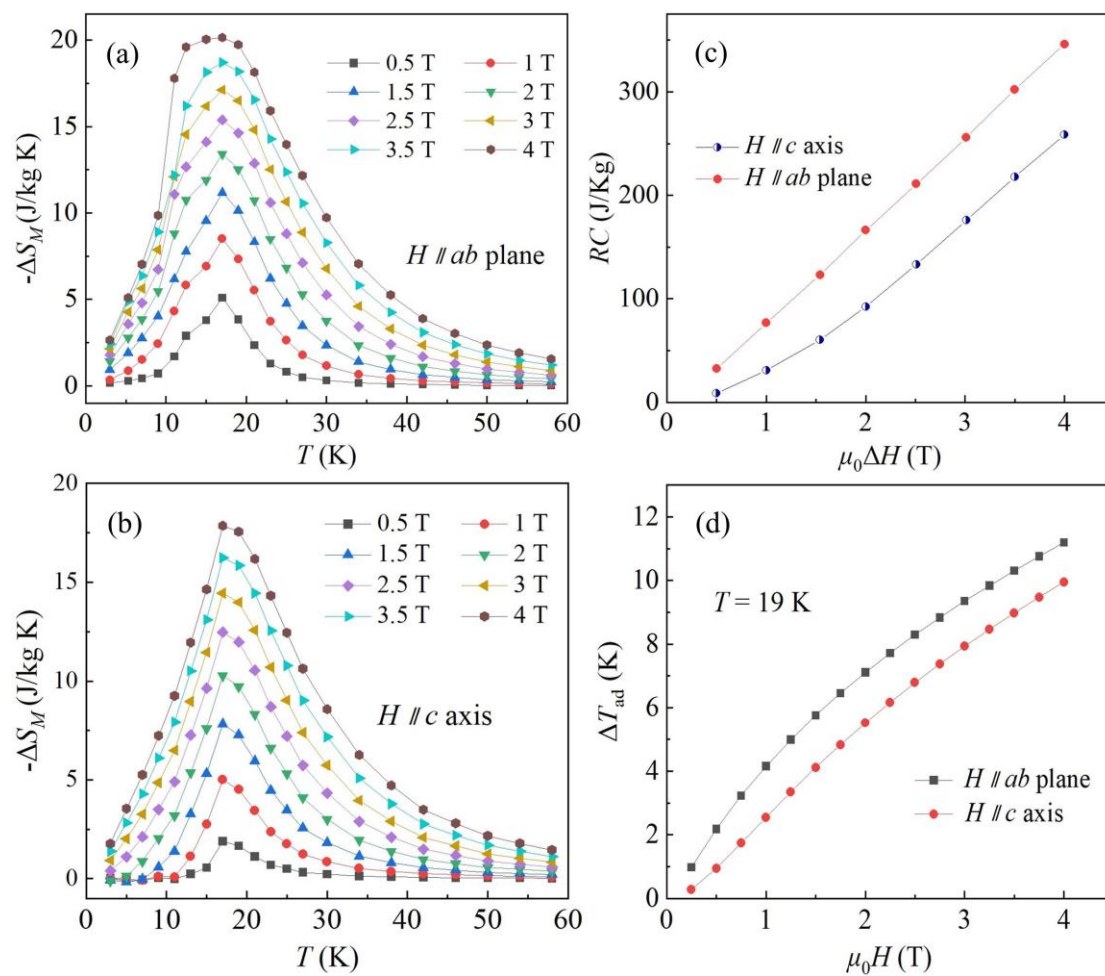 (a)
0.5 T
1 T
1.5 T
2 T
2.5 T
3 T
3.5 T
4 T
H // ab plane
-ΔS_M (J/kg K)
20
15
10
5
0
0 10 20 30 40 50 60
T (K)
(c)
H // c axis
H // ab plane
RC (J/Kg)
300
200
100
0
1 2 3 4
μ₀ΔH (T)
(b)
0.5 T
1 T
1.5 T
2 T
2.5 T
3 T
3.5 T
4 T
H // c axis
-ΔS_M (J/kg K)
20
15
10
5
0
0 10 20 30 40 50 60
T (K)
(d)
T = 19 K
H // ab plane
H // c axis
ΔT_ad (K)
12
10
8
6
4
2
0
0 1 2 3 4
μ₀H (T)